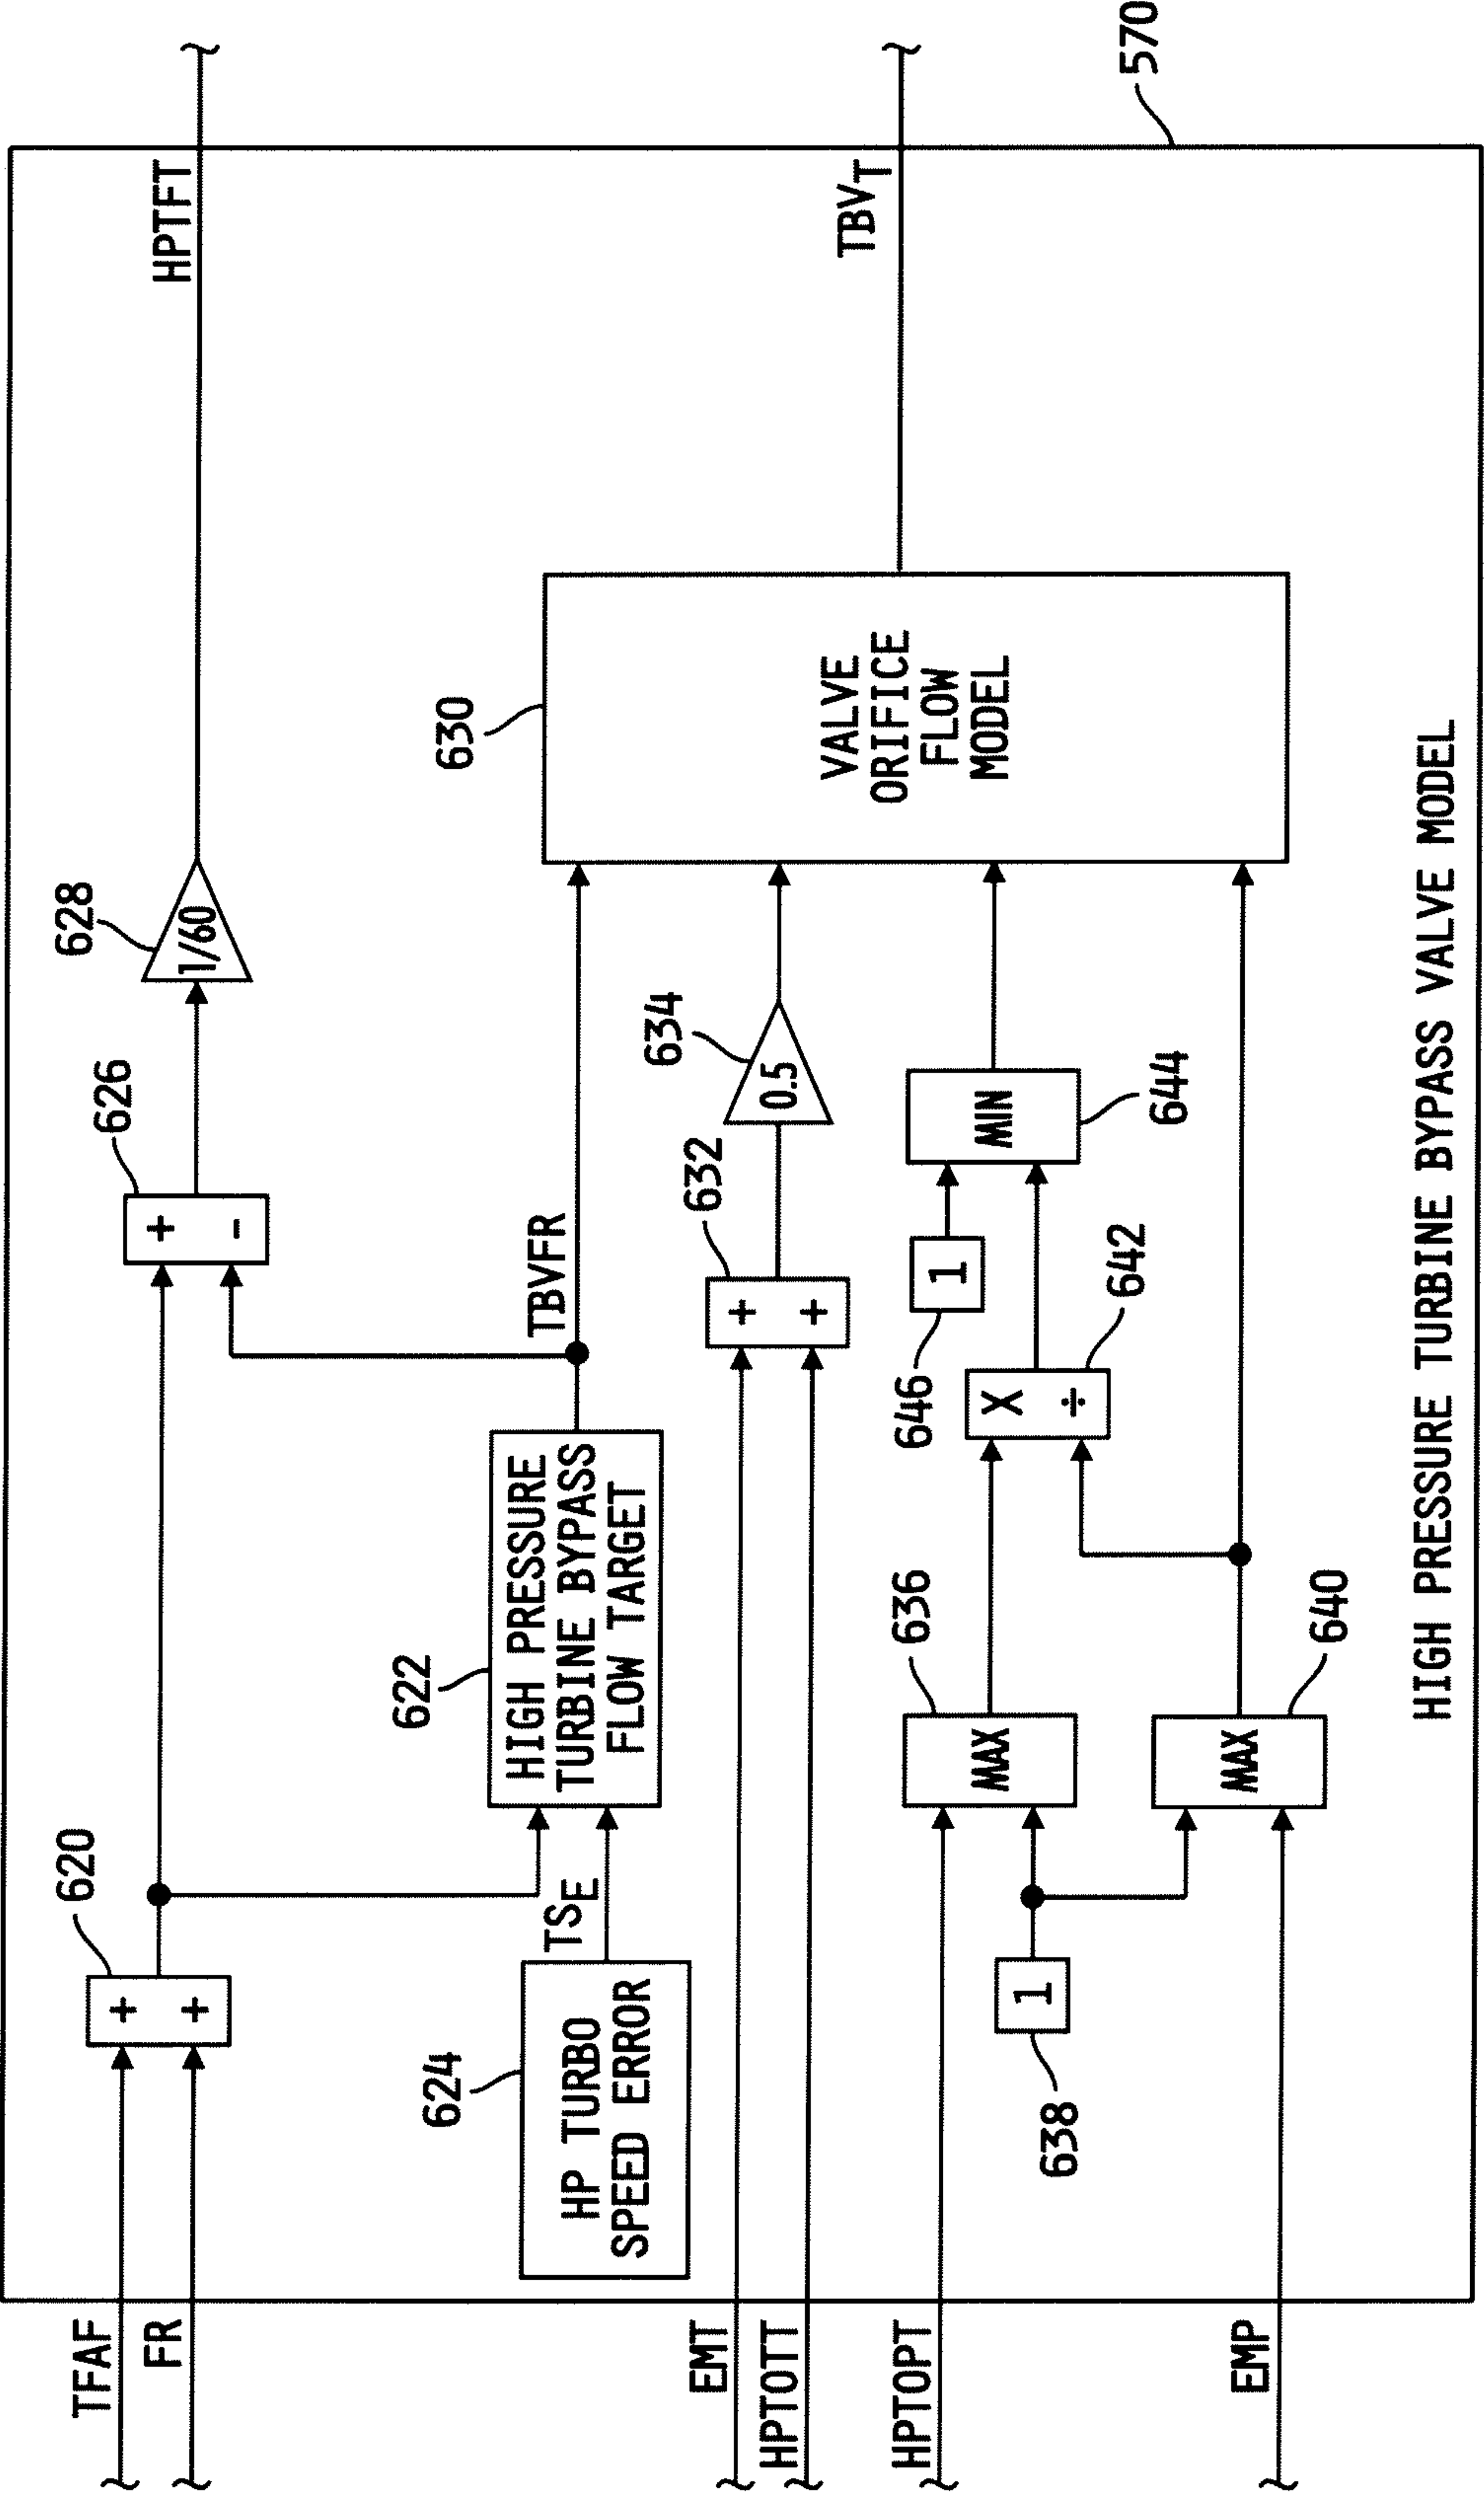 TFAF
FR
620
+
+
626
+
-
628
1/60
HPTFT
622
HIGH PRESSURE
TURBINE BYPASS
FLOW TARGET
TBVFR
624
HP TURBO
SPEED ERROR
TSE
630
VALVE
ORIFICE
FLOW
MODEL
TBVT
EMT
HPTOTT
632
+
+
634
0.5
HPTOPT
636
MAX
638
1
646
1
MIN
644
X
÷
642
EMP
MAX
640
HIGH PRESSURE TURBINE BYPASS VALVE MODEL
570